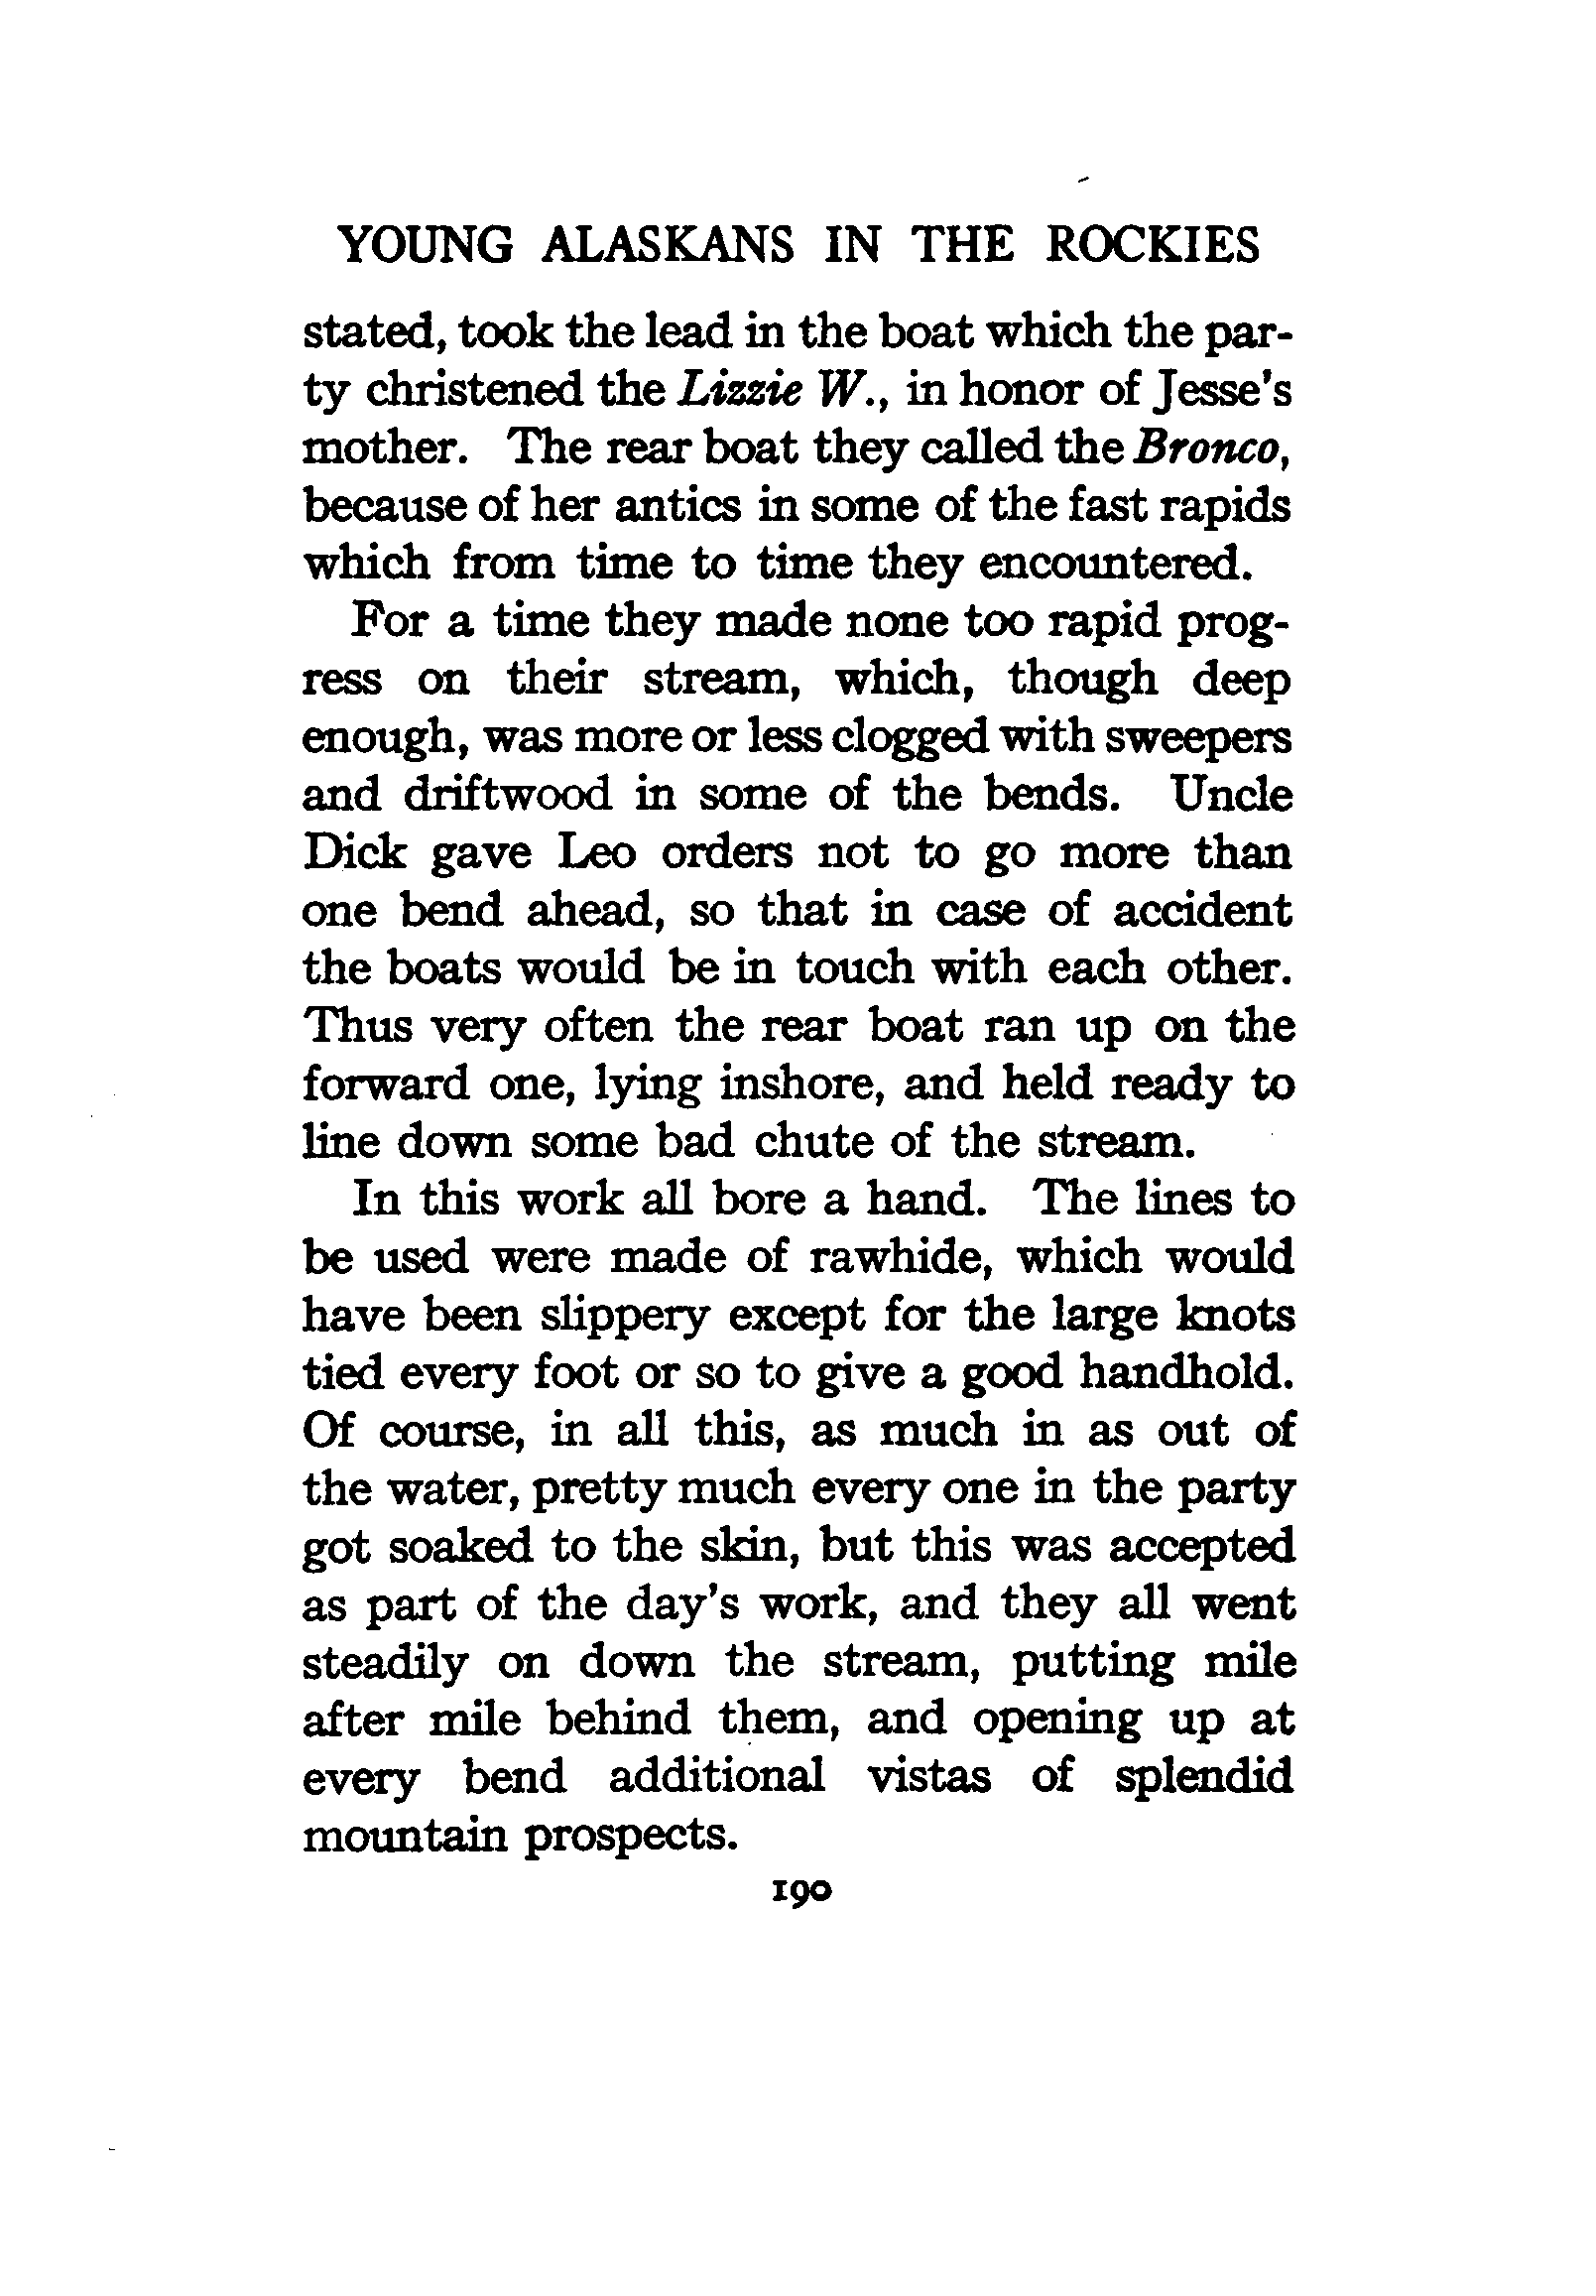 YOUNG ALASKANS IN THE ROCKIES
stated, took the lead in the boat which the par-
ty christened the Lizzie W., in honor of Jesse's
mother. The rear boat they called the Bronco,
because of her antics in some of the fast rapids
which from time to time they encountered.
For a time they made none too rapid prog-
ress on their stream, which, though deep
enough, was more or less clogged with sweepers
and driftwood in some of the bends. Uncle
Dick gave Leo orders not to go more than
one bend ahead, so that in case of accident
the boats would be in touch with each other.
Thus very often the rear boat ran up on the
forward one, lying inshore, and held ready to
line down some bad chute of the stream.
In this work all bore a hand. The lines to
be used were made of rawhide, which would
have been slippery except for the large knots
tied every foot or so to give a good handhold.
Of course, in all this, as much in as out of
the water, pretty much every one in the party
got soaked to the skin, but this was accepted
as part of the day's work, and they all went
steadily on down the stream, putting mile
after mile behind them, and opening up at
every bend additional vistas of splendid
mountain prospects.
190